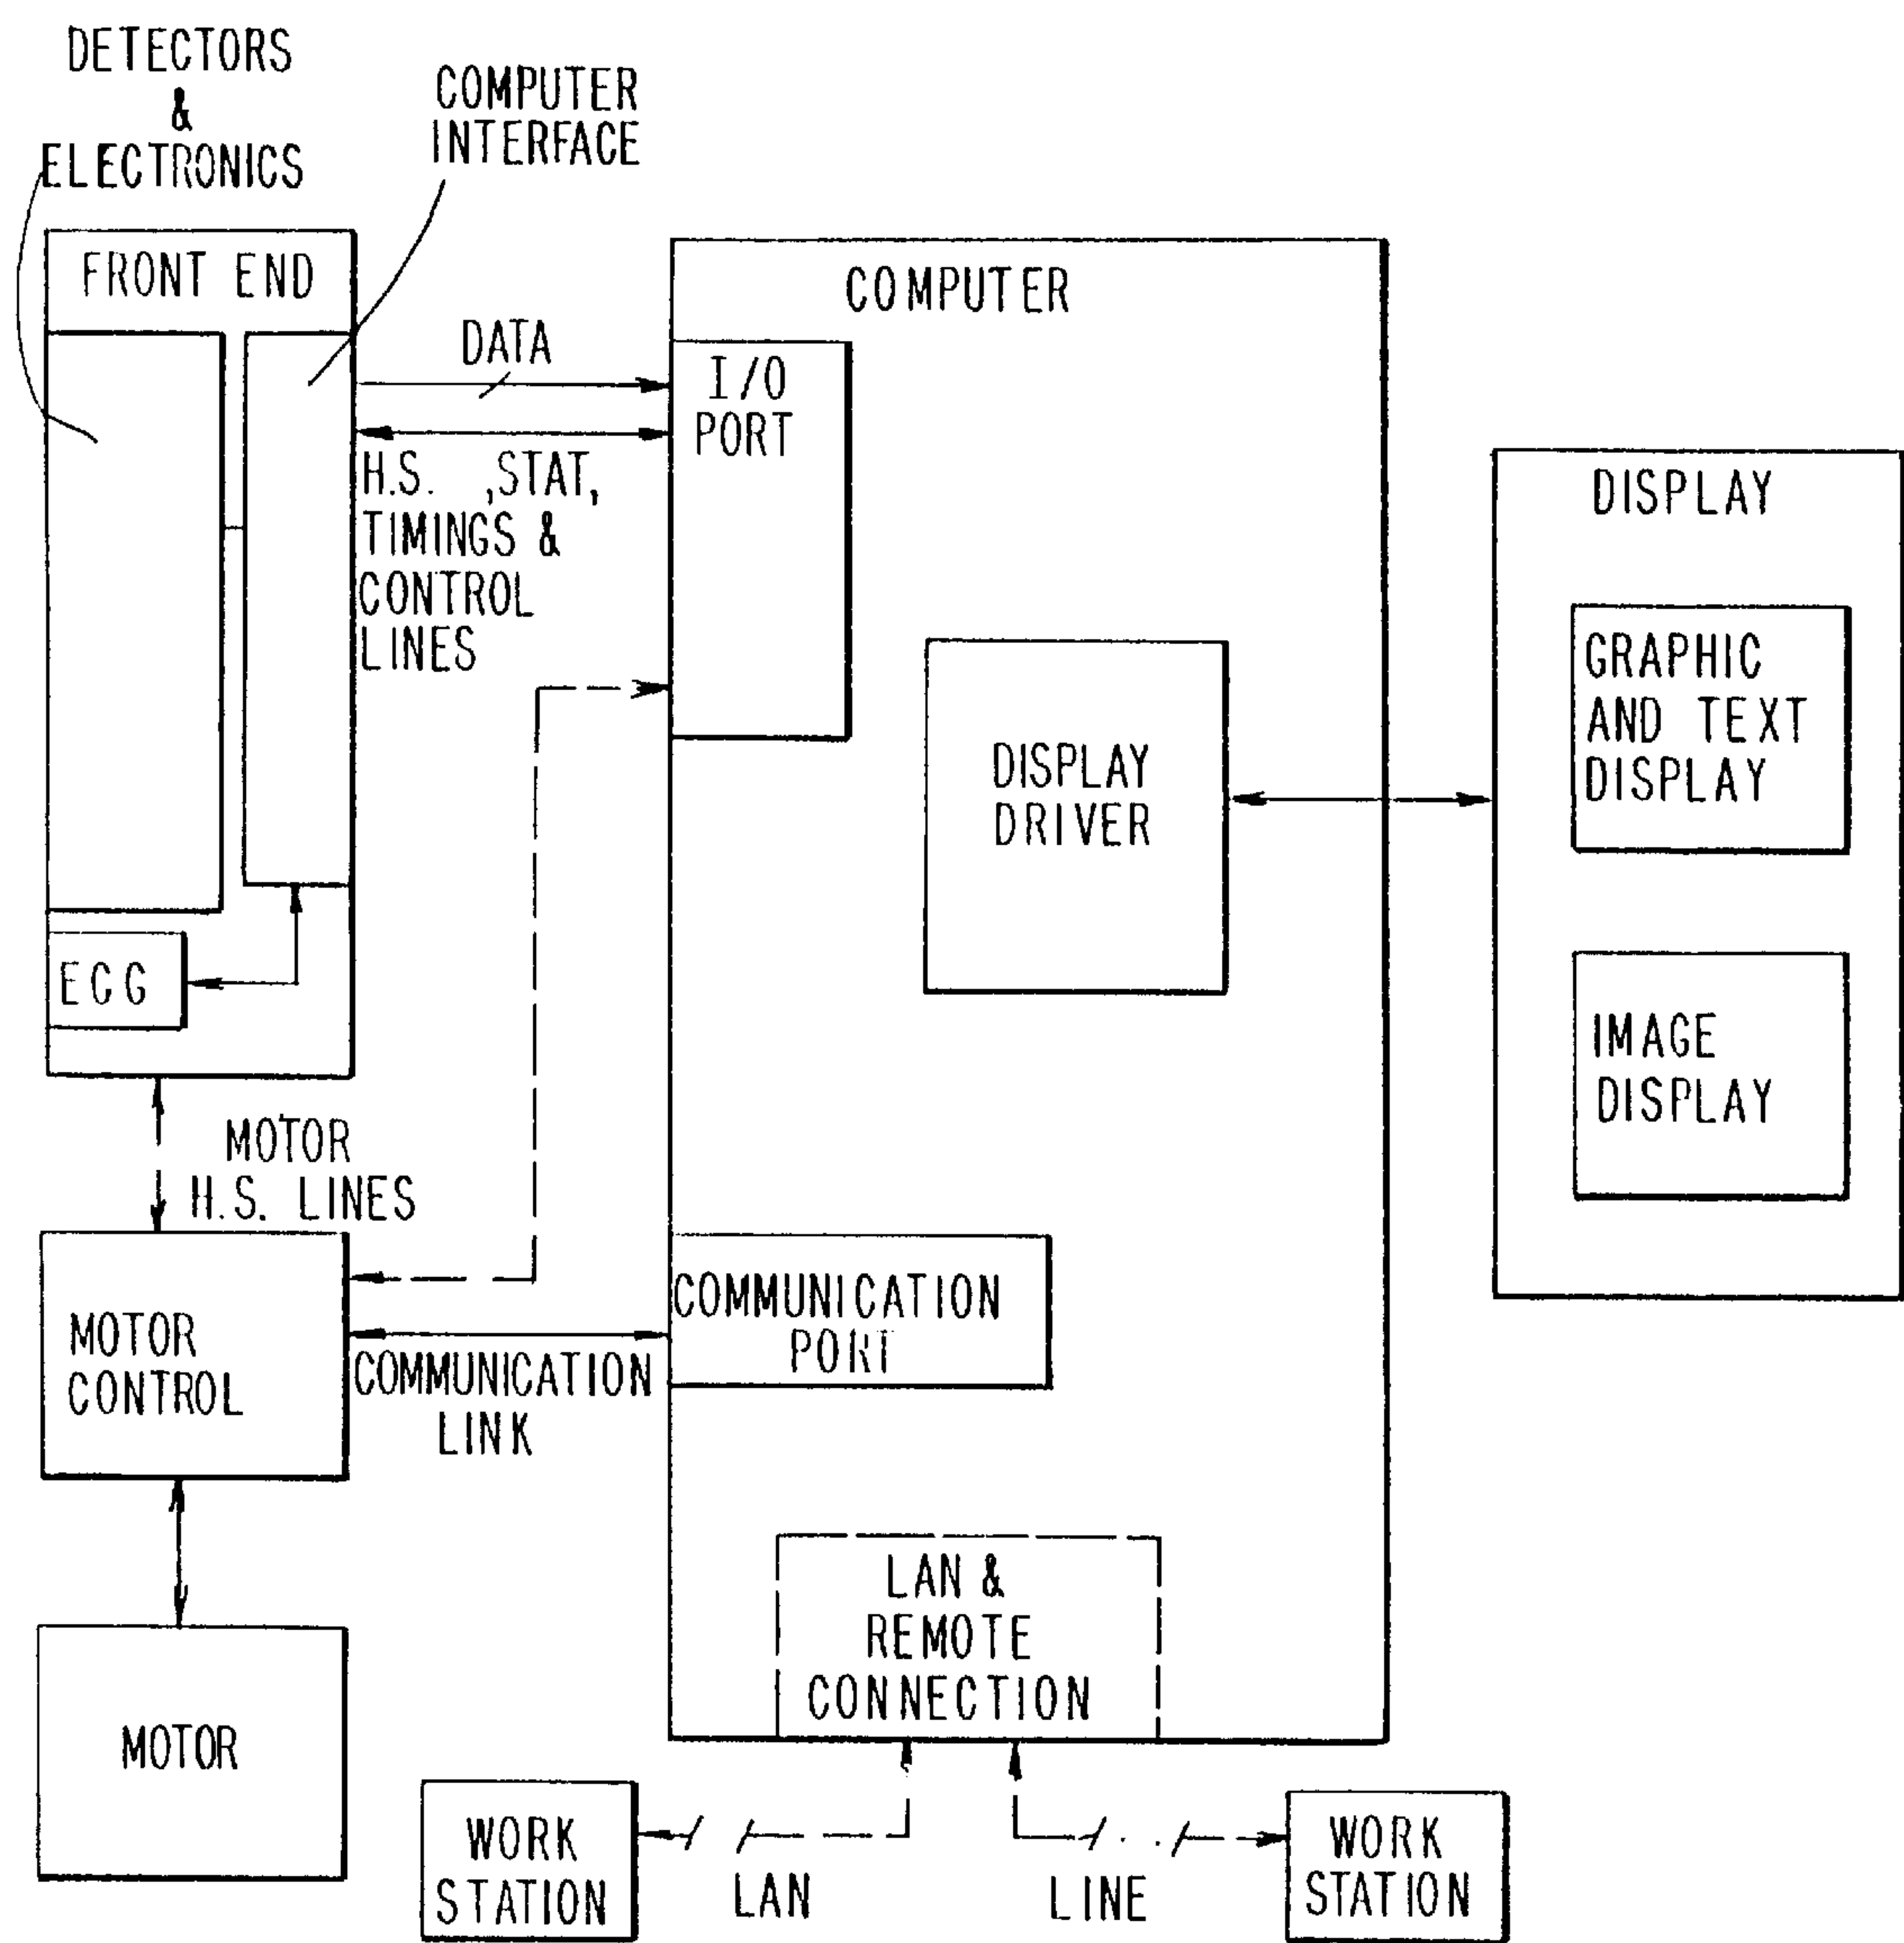 DETECTORS
&
ELECTRONICS
COMPUTER
INTERFACE
FRONT END
COMPUTER
DATA
I/O
PORT
H.S. ,STAT,
TIMINGS &
CONTROL
LINES
DISPLAY
GRAPHIC
AND TEXT
DISPLAY
DISPLAY
DRIVER
ECG
IMAGE
DISPLAY
MOTOR
H.S. LINES
MOTOR
CONTROL
COMMUNICATION
LINK
COMMUNICATION
PORT
LAN &
REMOTE
CONNECTION
MOTOR
WORK
STATION
LAN
LINE
WORK
STATION